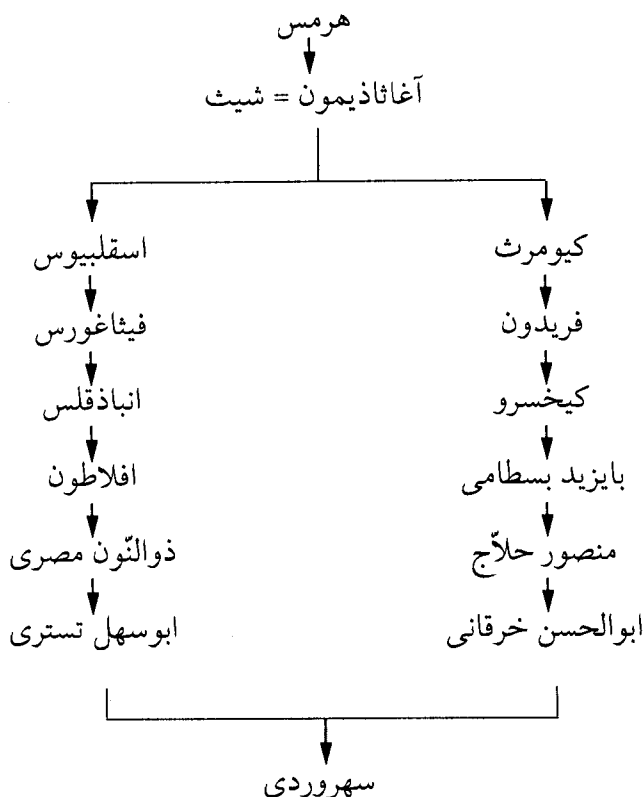 هرمس
آغاثاذیمون = شیث
کیومرث
اسقلبیوس
فریدون
فیثاغورس
کیخسرو
انباذقلس
بایزید بسطامی
افلاطون
منصور حلاّج
ذوالنّون مصری
ابوالحسن خرقانی
ابوسهل تستری
سهروردی